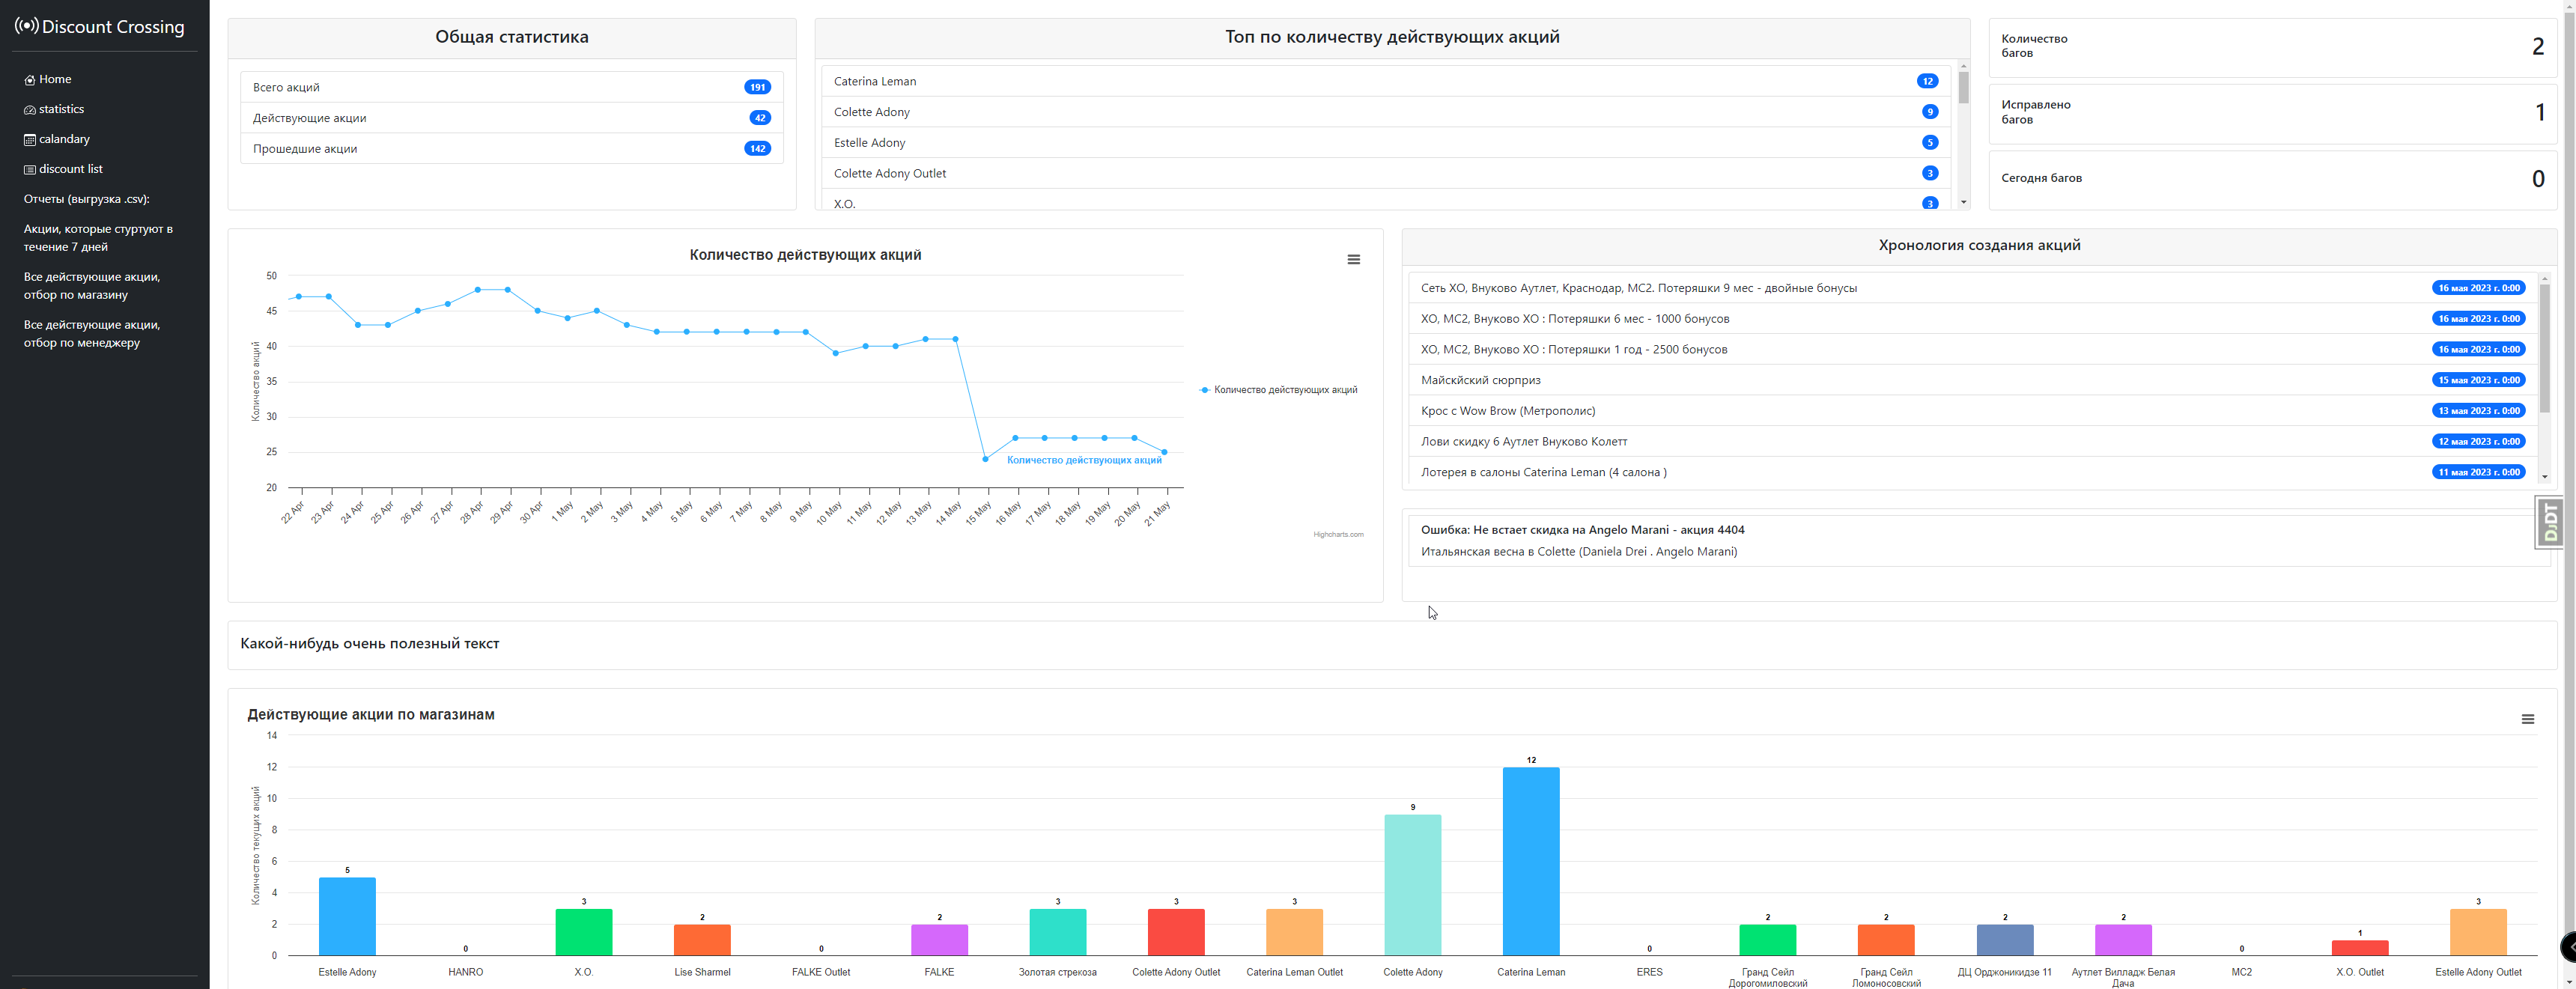 Discount Crossing
Home
statistics
calandary
discount list
Отчеты (выгрузка .csv):
Акции, которые стуртуют в
течение 7 дней
Все действующие акции,
отбор по магазину
Все действующие акции,
отбор по менеджеру
Общая статистика
Всего акций 191
Действующие акции 42
Прошедшие акции 142
Топ по количеству действующих акций
Caterina Leman 12
Colette Adony 9
Estelle Adony 5
Colette Adony Outlet 3
X.O. 3
Количество
багов
2
Исправлено
багов
1
Сегодня багов 0
Количество действующих акций
Количество акций
50
45
40
35
30
25
20
22 Apr 23 Apr 24 Apr 25 Apr 26 Apr 27 Apr 28 Apr 29 Apr 30 Apr 1 May 2 May 3 May 4 May 5 May 6 May 7 May 8 May 9 May 10 May 11 May 12 May 13 May 14 May 15 May 16 May 17 May 18 May 19 May 20 May 21 May
Количество действующих акций
Количество действующих акций
Highcharts.com
Хронология создания акций
Сеть ХО, Внуково Аутлет, Краснодар, МС2. Потеряшки 9 мес - двойные бонусы 16 мая 2023 г. 0:00
ХО, МС2, Внуково ХО : Потеряшки 6 мес - 1000 бонусов 16 мая 2023 г. 0:00
ХО, МС2, Внуково ХО : Потеряшки 1 год - 2500 бонусов 16 мая 2023 г. 0:00
Майскйский сюрприз 15 мая 2023 г. 0:00
Крос с Wow Brow (Метрополис) 13 мая 2023 г. 0:00
Лови скидку 6 Аутлет Внуково Колетт 12 мая 2023 г. 0:00
Лотерея в салоны Caterina Leman (4 салона ) 11 мая 2023 г. 0:00
Ошибка: Не встает скидка на Angelo Marani - акция 4404
Итальянская весна в Colette (Daniela Drei . Angelo Marani)
DJDT
Какой-нибудь очень полезный текст
Действующие акции по магазинам
Количество текущих акций
14
12
10
8
6
4
2
0
5 0 3 2 0 2 3 3 3 9 12 0 2 2 2 2 0 1 3
Estelle Adony HANRO X.O. Lise Sharmel FALKE Outlet FALKE Золотая стрекоза Colette Adony Outlet Caterina Leman Outlet Colette Adony Caterina Leman ERES Гранд Сейл Гранд Сейл ДЦ Орджоникидзе 11 Аутлет Вилладж Белая МС2 X.O. Outlet Estelle Adony Outlet
Дорогомиловский Ломоносовский Дача